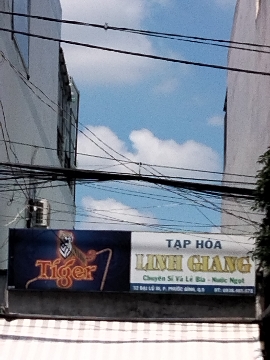 Tiger
TẠP HÓA
LINH GIANG
Chuyên Sỉ Và Lẻ Bia - Nước Ngọt